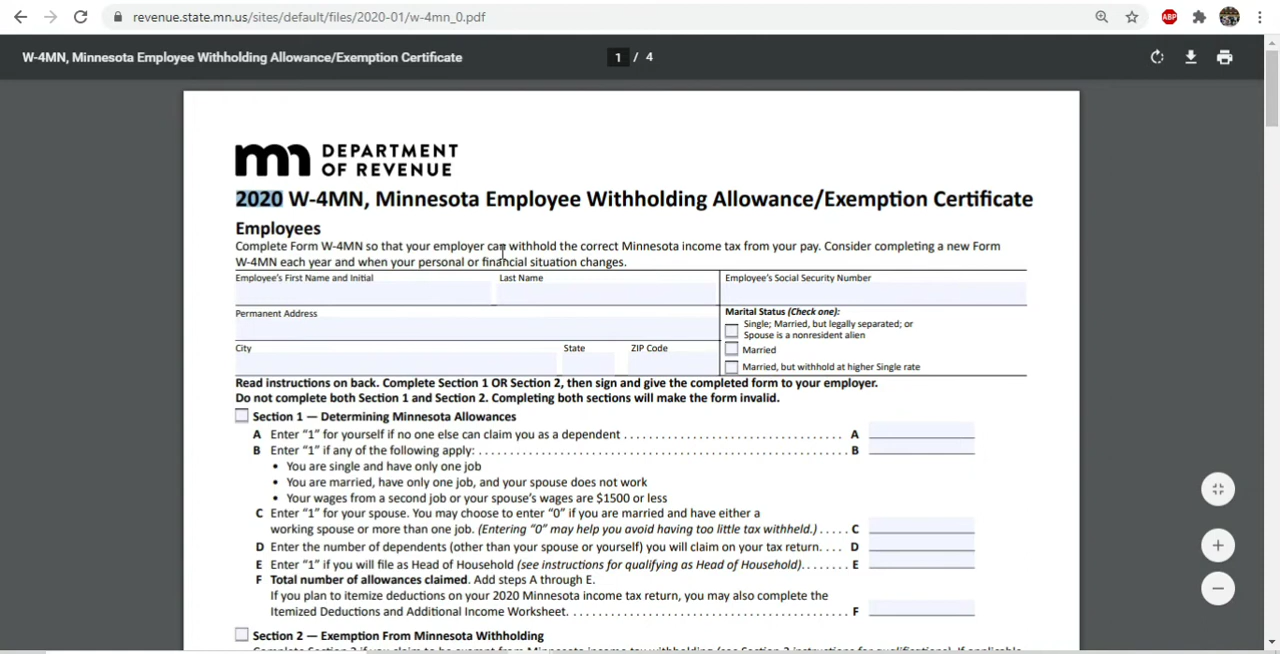 revenue.state.mn.us/sites/default/files/2020-01/w-4mn_0.pdf
ABP
W-4MN, Minnesota Employee Withholding Allowance/Exemption Certificate
1 / 4
mn DEPARTMENT
OF REVENUE
2020 W-4MN, Minnesota Employee Withholding Allowance/Exemption Certificate
Employees
Complete Form W-4MN so that your employer can withhold the correct Minnesota income tax from your pay. Consider completing a new Form
W-4MN each year and when your personal or financial situation changes.
Employee's First Name and Initial Last Name Employee's Social Security Number
Permanent Address
Marital Status (Check one):
Single; Married, but legally separated; or
Spouse is a nonresident alien
City State ZIP Code
Married
Married, but withhold at higher Single rate
Read instructions on back. Complete Section 1 OR Section 2, then sign and give the completed form to your employer.
Do not complete both Section 1 and Section 2. Completing both sections will make the form invalid.
Section 1 — Determining Minnesota Allowances
A Enter "1" for yourself if no one else can claim you as a dependent . . . . . . . . . . . . . . . . . . . . . . . . . . . . . . . . . . . . . . A
B Enter "1" if any of the following apply: . . . . . . . . . . . . . . . . . . . . . . . . . . . . . . . . . . . . . . . . . . . . . . . . . . . . . . . . . . . . . . B
• You are single and have only one job
• You are married, have only one job, and your spouse does not work
• Your wages from a second job or your spouse's wages are $1500 or less
C Enter "1" for your spouse. You may choose to enter "0" if you are married and have either a
working spouse or more than one job. (Entering "0" may help you avoid having too little tax withheld.) . . . . . C
D Enter the number of dependents (other than your spouse or yourself) you will claim on your tax return. . . . D
E Enter "1" if you will file as Head of Household (see instructions for qualifying as Head of Household). . . . . . . . E
F Total number of allowances claimed. Add steps A through E.
If you plan to itemize deductions on your 2020 Minnesota income tax return, you may also complete the
Itemized Deductions and Additional Income Worksheet. . . . . . . . . . . . . . . . . . . . . . . . . . . . . . . . . . . . . . . . . . . . . . . F
Section 2 — Exemption From Minnesota Withholding